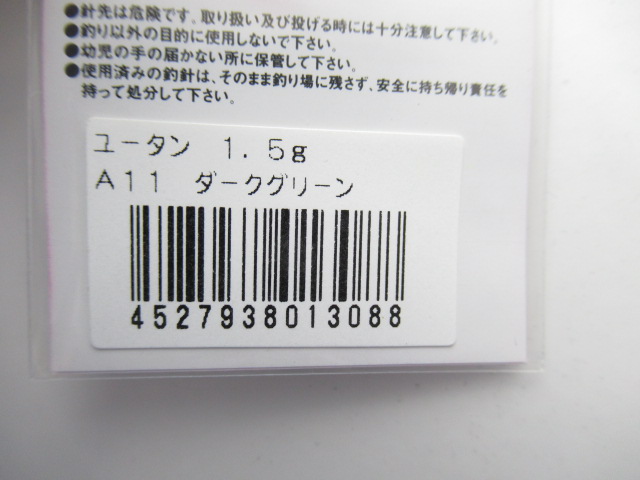 ●針先は危険です。取り扱い及び投げる時には十分注意して下さい。
●釣り以外の目的に使用しないで下さい。
●幼児の手の届かない所に保管して下さい。
●使用済みの釣針は、そのまま釣り場に残さず、安全に持ち帰り責任を
持って処分して下さい。
ユータン 1.5g
A11 ダークグリーン
4527938013088